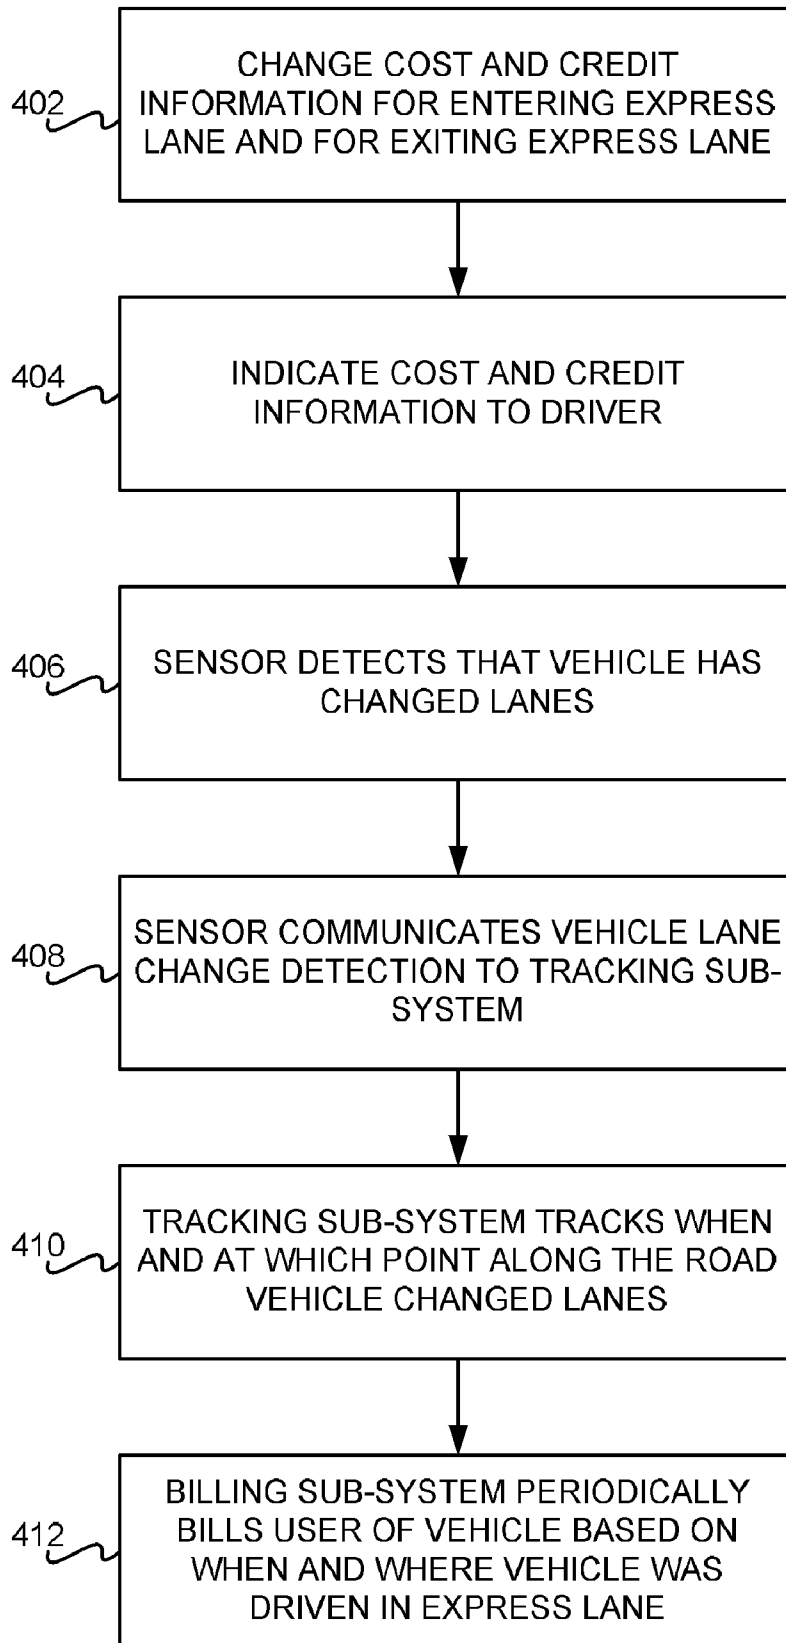 402
CHANGE COST AND CREDIT
INFORMATION FOR ENTERING EXPRESS
LANE AND FOR EXITING EXPRESS LANE
404
INDICATE COST AND CREDIT
INFORMATION TO DRIVER
406
SENSOR DETECTS THAT VEHICLE HAS
CHANGED LANES
408
SENSOR COMMUNICATES VEHICLE LANE
CHANGE DETECTION TO TRACKING SUB-
SYSTEM
410
TRACKING SUB-SYSTEM TRACKS WHEN
AND AT WHICH POINT ALONG THE ROAD
VEHICLE CHANGED LANES
412
BILLING SUB-SYSTEM PERIODICALLY
BILLS USER OF VEHICLE BASED ON
WHEN AND WHERE VEHICLE WAS
DRIVEN IN EXPRESS LANE